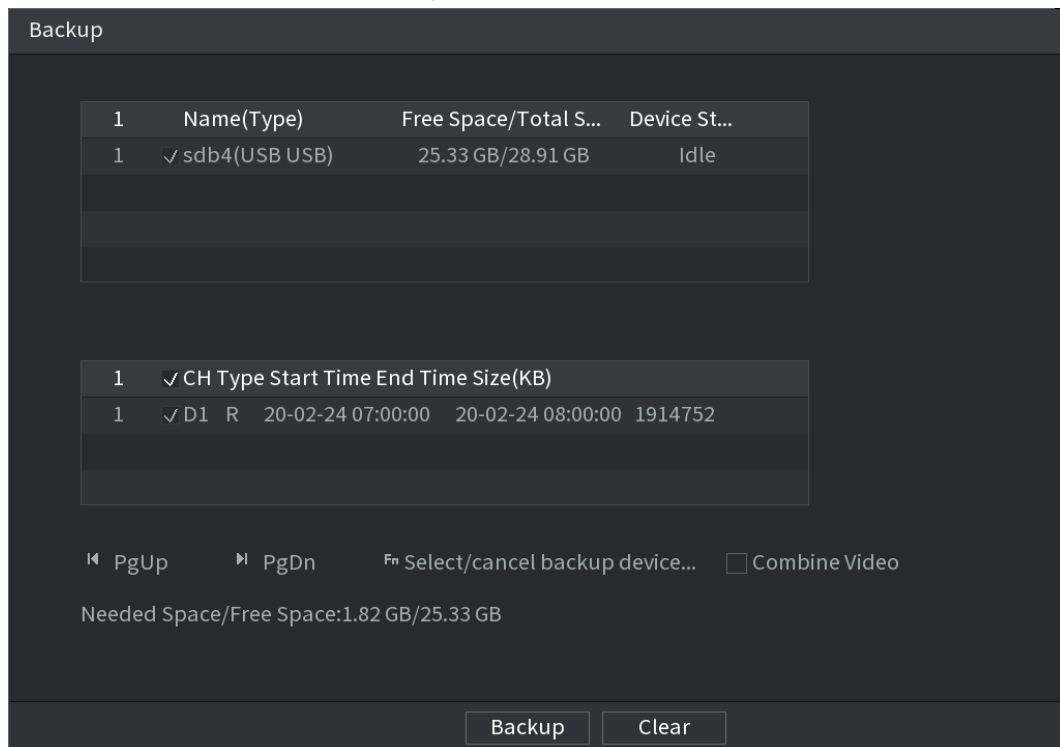 Backup
1 Name(Type) Free Space/Total S... Device St...
1 sdb4(USB USB) 25.33 GB/28.91 GB Idle
1 CH Type Start Time End Time Size(KB)
1 D1 R 20-02-24 07:00:00 20-02-24 08:00:00 1914752
PgUp PgDn Fn Select/cancel backup device... Combine Video
Needed Space/Free Space:1.82 GB/25.33 GB
Backup Clear